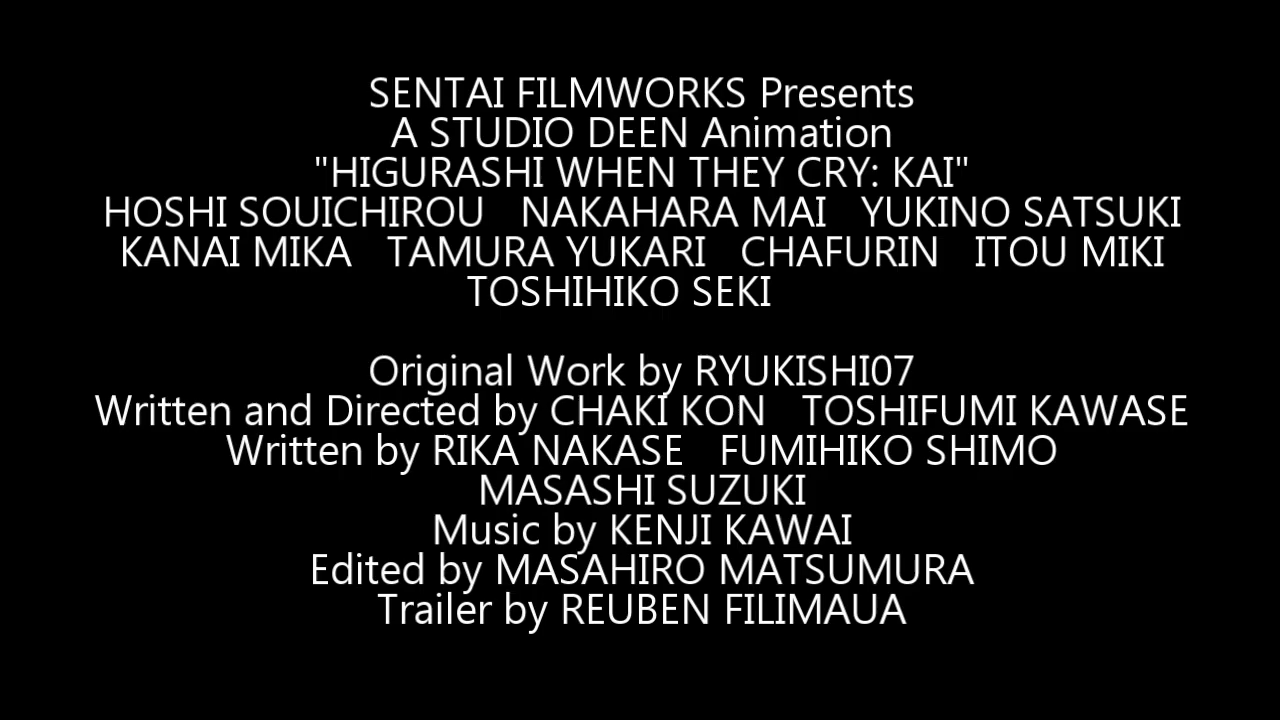 SENTAI FILMWORKS Presents
A STUDIO DEEN Animation
"HIGURASHI WHEN THEY CRY: KAI"
HOSHI SOUICHIROU NAKAHARA MAI YUKINO SATSUKI
KANAI MIKA TAMURA YUKARI CHAFURIN ITOU MIKI
TOSHIHIKO SEKI
Original Work by RYUKISHI07
Written and Directed by CHAKI KON TOSHIFUMI KAWASE
Written by RIKA NAKASE FUMIHIKO SHIMO
MASASHI SUZUKI
Music by KENJI KAWAI
Edited by MASAHIRO MATSUMURA
Trailer by REUBEN FILIMAUA